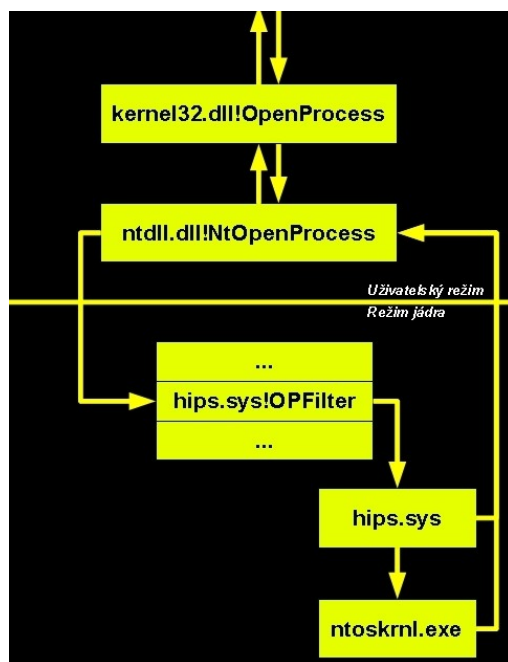 kernel32.dll!OpenProcess
ntdll.dll!NtOpenProcess
Uživatelský režim
Režim jádra
...
hips.sys!OPFilter
...
hips.sys
ntoskrnl.exe